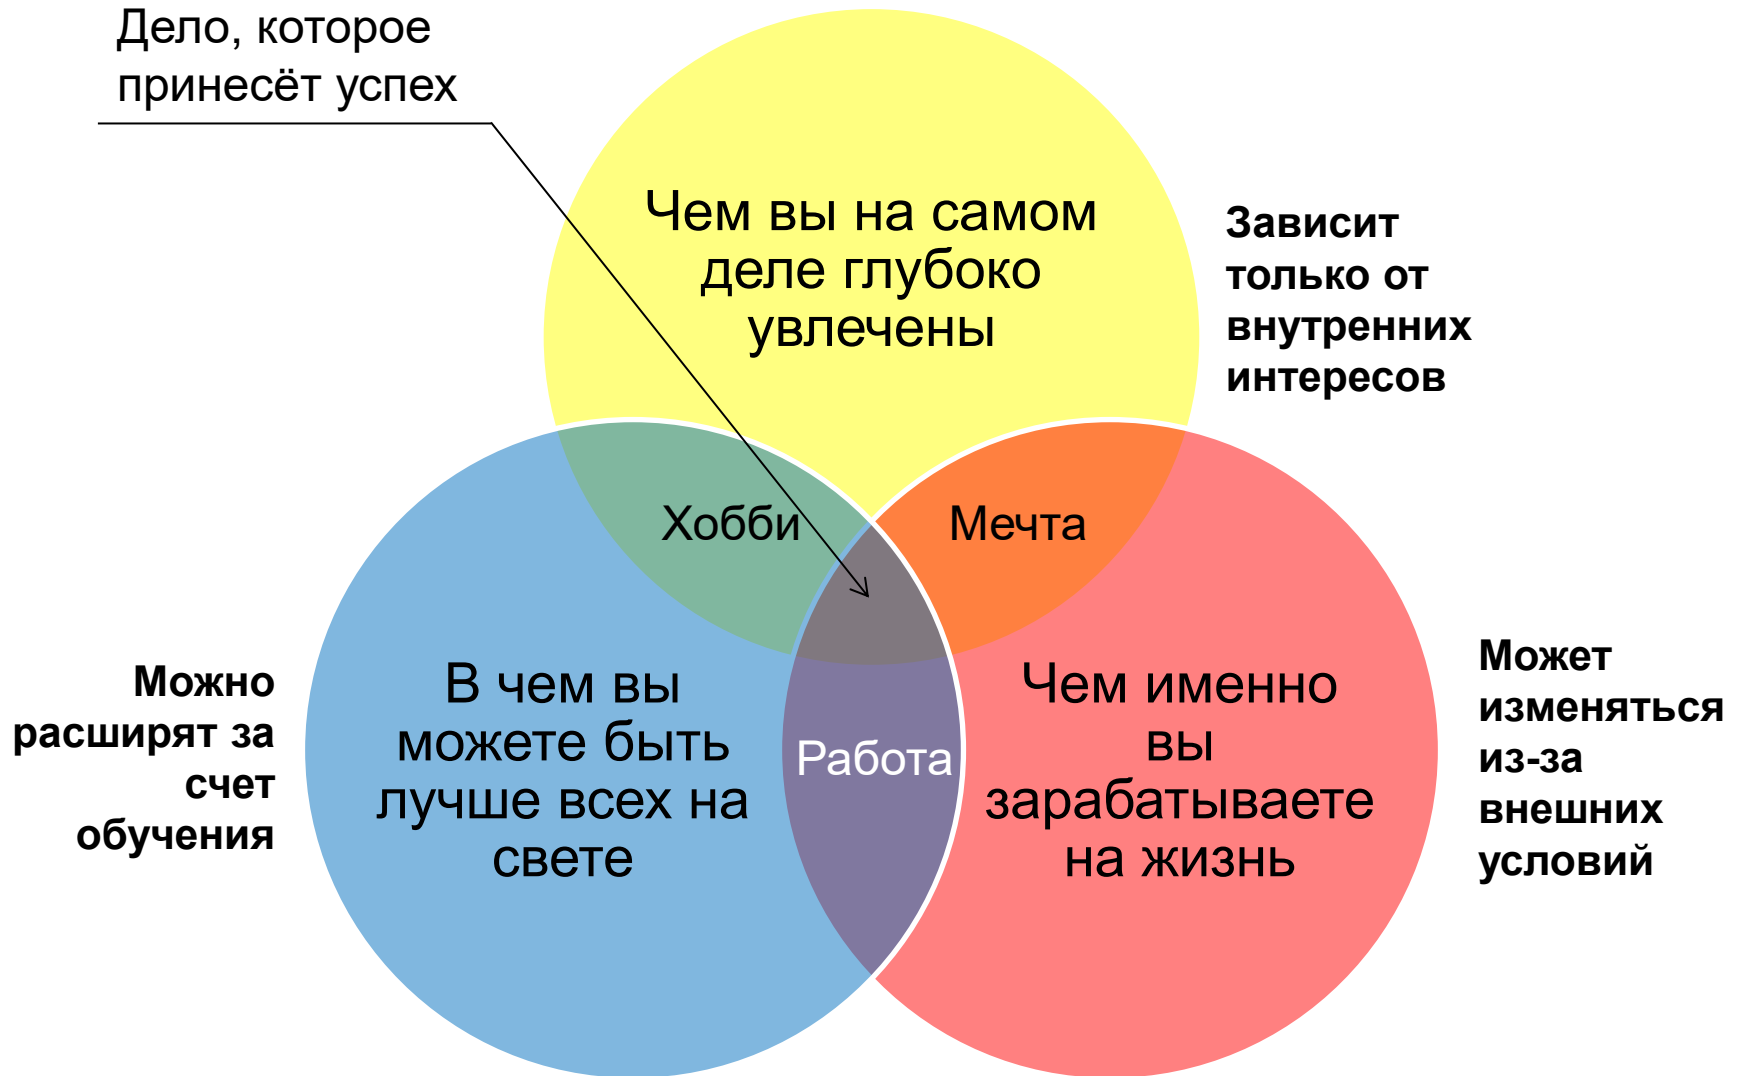 Дело, которое
принесёт успех
Чем вы на самом
деле глубоко
увлечены
Зависит
только от
внутренних
интересов
Хобби
Мечта
Можно
расширят за
счет
обучения
В чем вы
можете быть
лучше всех на
свете
Работа
Чем именно
вы
зарабатываете
на жизнь
Может
изменяться
из-за
внешних
условий